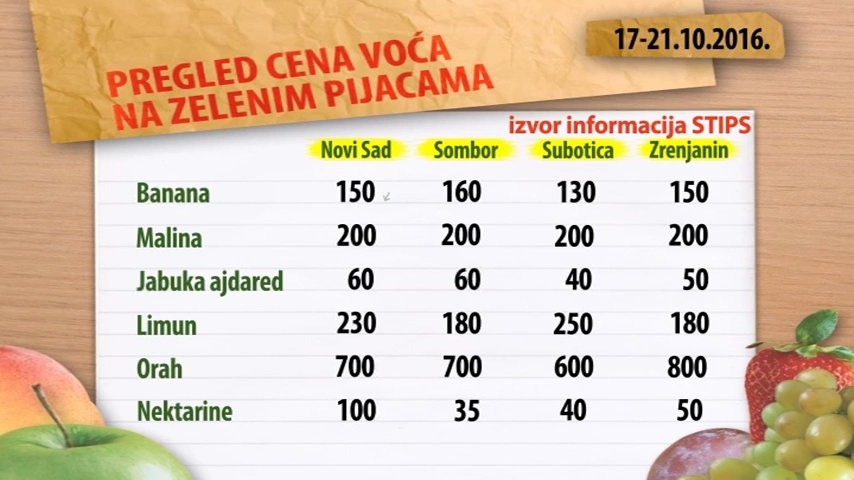 PREGLED CENA VOĆA
NA ZELENIM PIJACAMA
17-21.10.2016.
izvor informacija STIPS
Novi Sad Sombor Subotica Zrenjanin
Banana 150 160 130 150
Malina 200 200 200 200
Jabuka ajdared 60 60 40 50
Limun 230 180 250 180
Orah 700 700 600 800
Nektarine 100 35 40 50